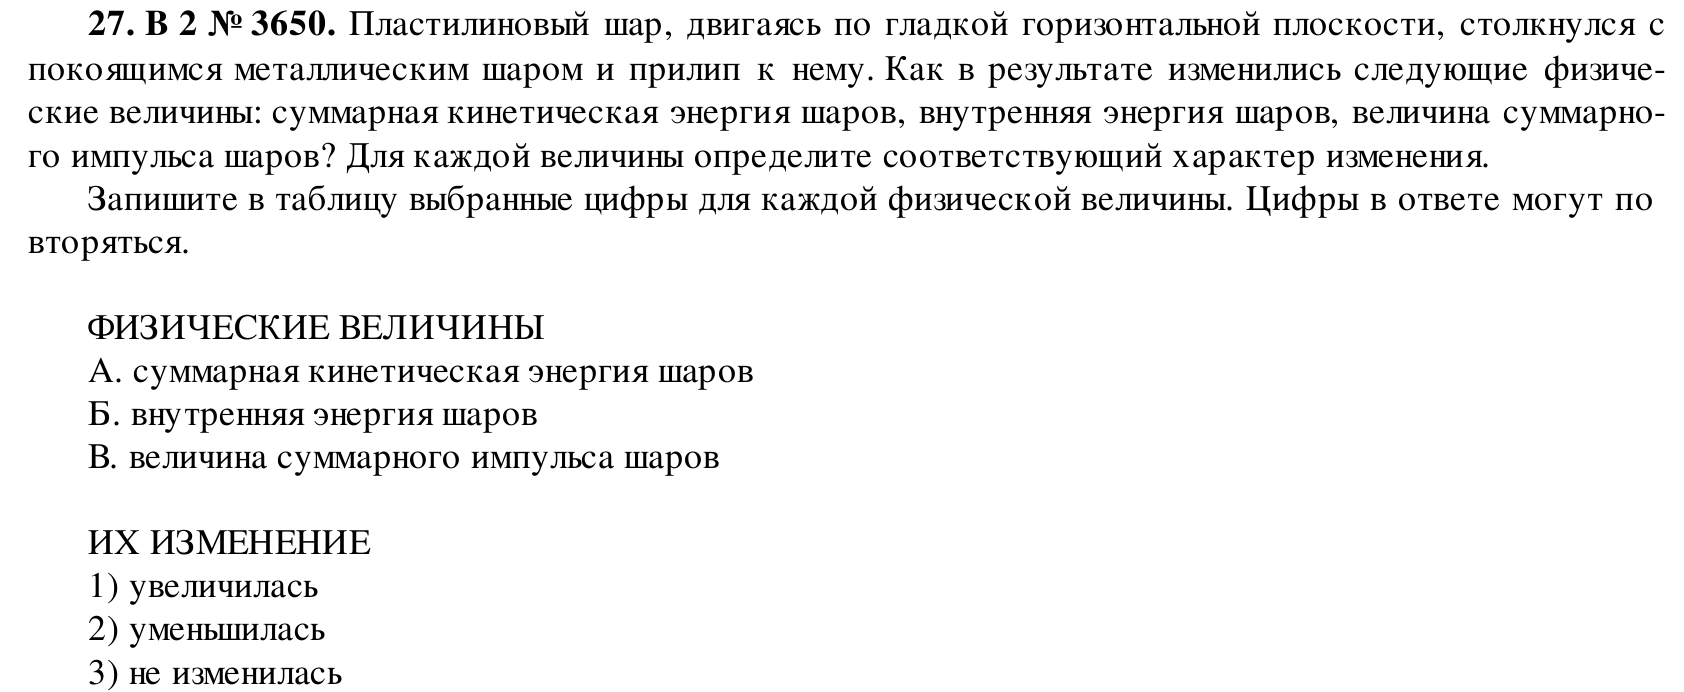 27. В 2 № 3650. Пластилиновый шар, двигаясь по гладкой горизонтальной плоскости, столкнулся с
покоящимся металлическим шаром и прилип к нему. Как в результате изменились следующие физиче-
ские величины: суммарная кинетическая энергия шаров, внутренняя энергия шаров, величина суммарно-
го импульса шаров? Для каждой величины определите соответствующий характер изменения.
Запишите в таблицу выбранные цифры для каждой физической величины. Цифры в ответе могут по
вторяться.
ФИЗИЧЕСКИЕ ВЕЛИЧИНЫ
А. суммарная кинетическая энергия шаров
Б. внутренняя энергия шаров
В. величина суммарного импульса шаров
ИХ ИЗМЕНЕНИЕ
1) увеличилась
2) уменьшилась
3) не изменилась